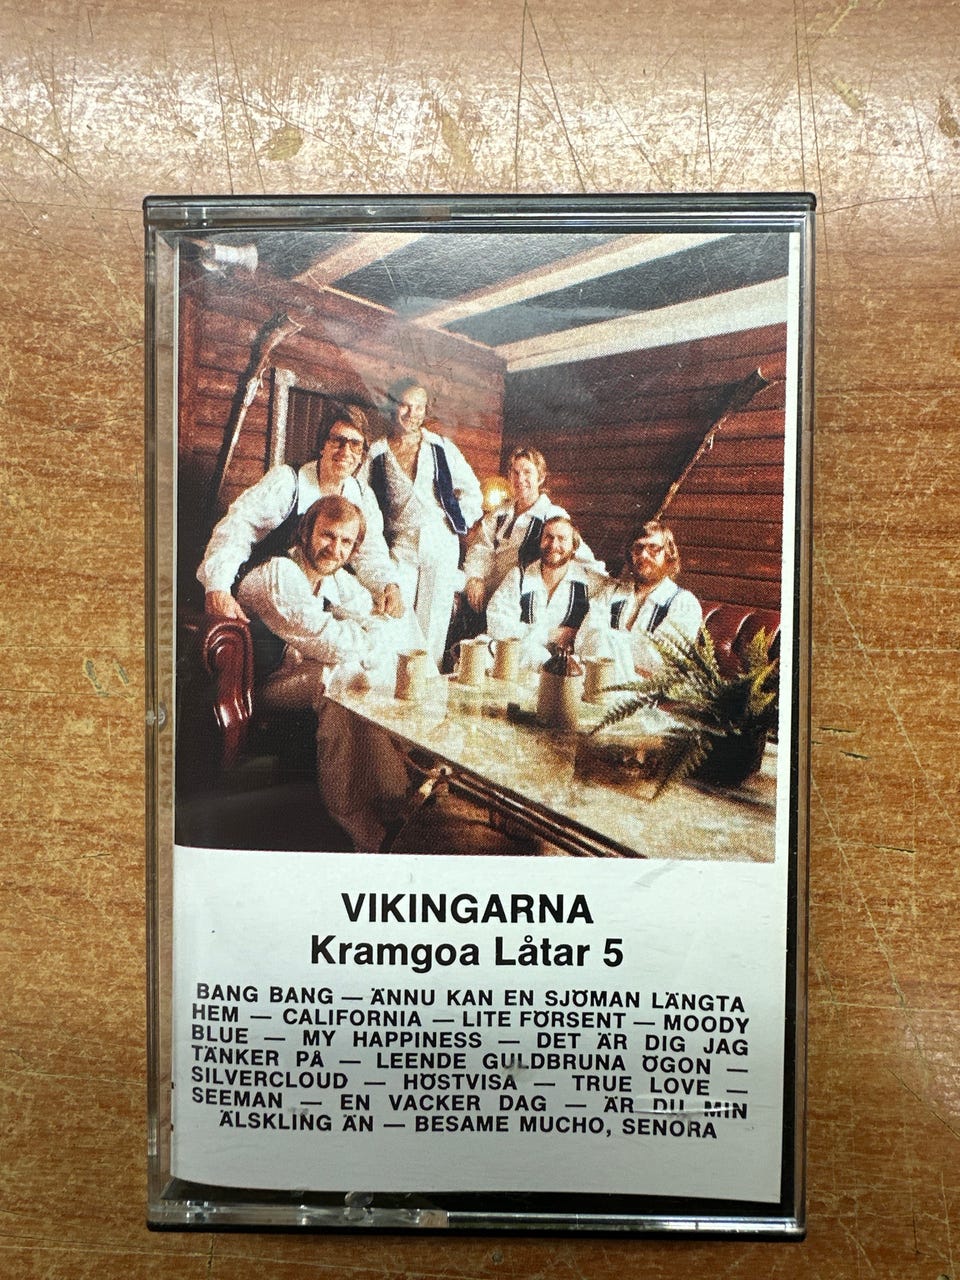 VIKINGARNA
Kramgoa Låtar 5
BANG BANG — ÄNNU KAN EN SJÖMAN LÄNGTA
HEM — CALIFORNIA — LITE FÖRSENT — MOODY
BLUE — MY HAPPINESS — DET ÄR DIG JAG
TÄNKER PÅ — LEENDE GULDBRUNA ÖGON —
SILVERCLOUD — HÖSTVISA — TRUE LOVE —
SEEMAN — EN VACKER DAG — ÄR DU MIN
ÄLSKLING ÄN — BESAME MUCHO, SENORA